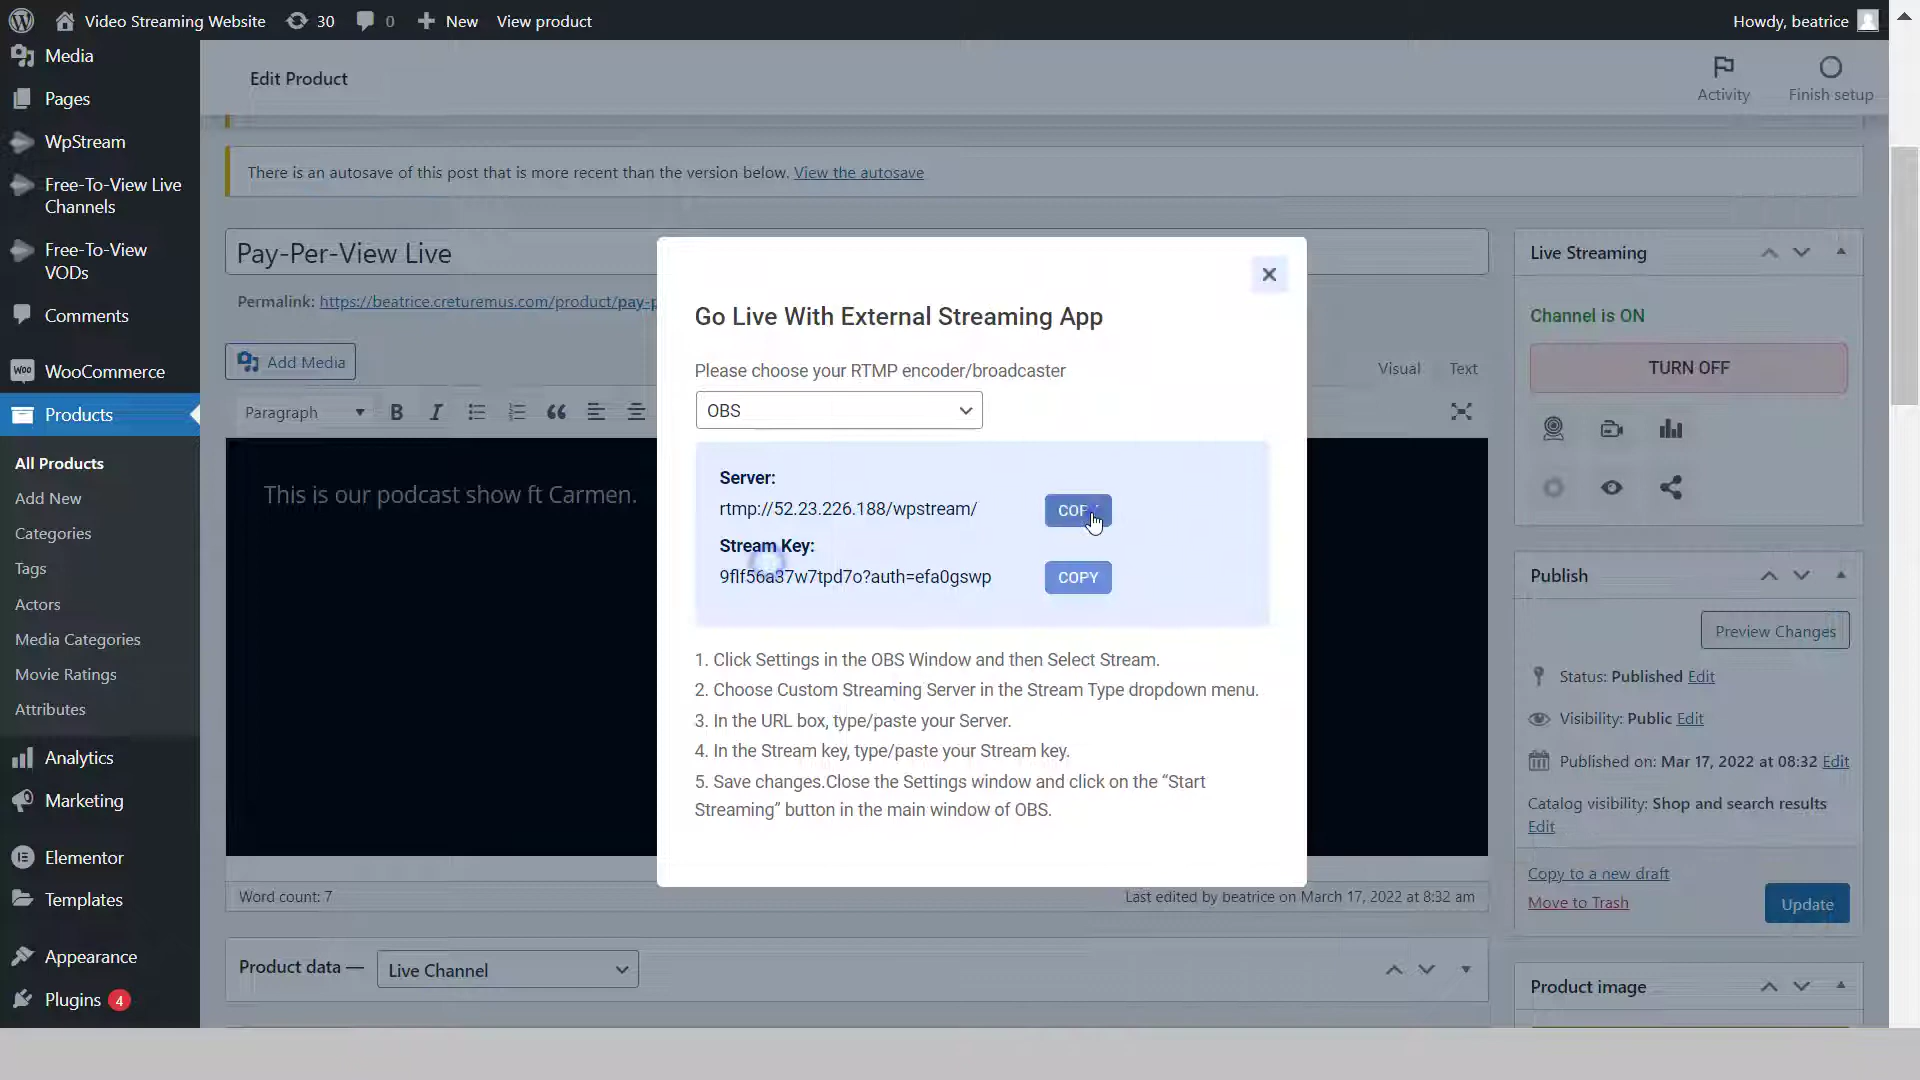 Video Streaming Website
30
0
New
View product
Howdy, beatrice
Media
Pages
WpStream
Free-To-View Live
Channels
Free-To-View
VODs
Comments
WooCommerce
Products
All Products
Add New
Categories
Tags
Actors
Media Categories
Movie Ratings
Attributes
Analytics
Marketing
Elementor
Templates
Appearance
Plugins 4
Edit Product
Activity
Finish setup
There is an autosave of this post that is more recent than the version below. View the autosave
Pay-Per-View Live
Permalink: https://beatrice.creturemus.com/product/pay-p
Add Media
Visual
Text
Paragraph
This is our podcast show ft Carmen.
Word count: 7
Last edited by beatrice on March 17, 2022 at 8:32 am
Product data —
Live Channel
Go Live With External Streaming App
Please choose your RTMP encoder/broadcaster
OBS
Server:
rtmp://52.23.226.188/wpstream/
COPY
Stream Key:
9flf56a37w7tpd7o?auth=efa0gswp
COPY
1. Click Settings in the OBS Window and then Select Stream.
2. Choose Custom Streaming Server in the Stream Type dropdown menu.
3. In the URL box, type/paste your Server.
4. In the Stream key, type/paste your Stream key.
5. Save changes.Close the Settings window and click on the “Start
Streaming” button in the main window of OBS.
Live Streaming
Channel is ON
TURN OFF
Publish
Preview Changes
Status: Published Edit
Visibility: Public Edit
Published on: Mar 17, 2022 at 08:32 Edit
Catalog visibility: Shop and search results
Edit
Copy to a new draft
Move to Trash
Update
Product image